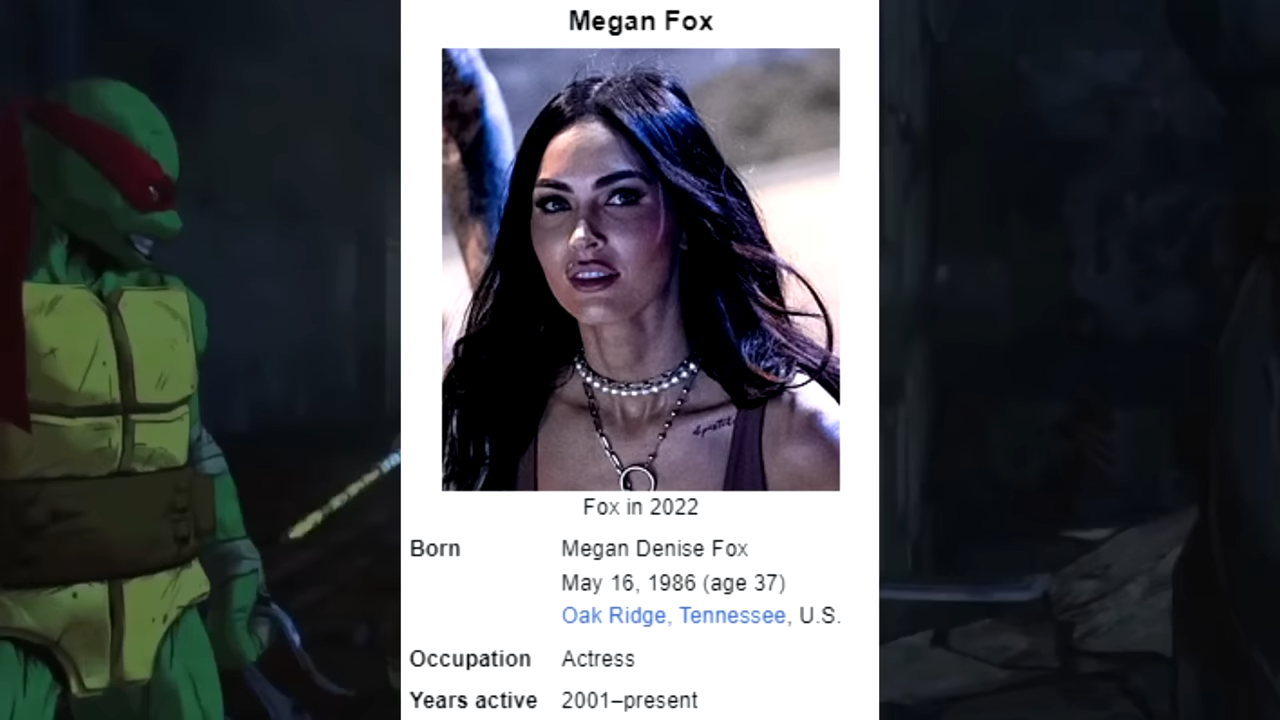 Megan Fox
Fox in 2022
Born Megan Denise Fox
May 16, 1986 (age 37)
Oak Ridge, Tennessee, U.S.
Occupation Actress
Years active 2001–present